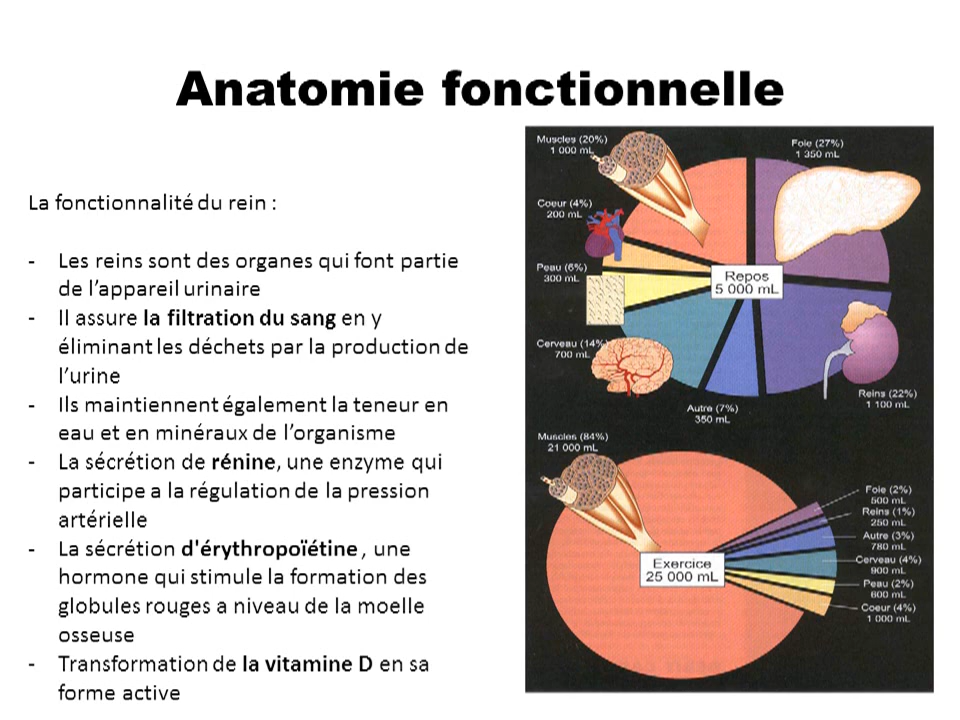 Anatomie fonctionnelle
La fonctionnalité du rein :
- Les reins sont des organes qui font partie
de l’appareil urinaire
- Il assure la filtration du sang en y
éliminant les déchets par la production de
l’urine
- Ils maintiennent également la teneur en
eau et en minéraux de l’organisme
- La sécrétion de rénine, une enzyme qui
participe a la régulation de la pression
artérielle
- La sécrétion d'érythropoïétine , une
hormone qui stimule la formation des
globules rouges a niveau de la moelle
osseuse
- Transformation de la vitamine D en sa
forme active
Muscles (20%)
1 000 mL
Foie (27%)
1 350 mL
Coeur (4%)
200 mL
Peau (6%)
300 mL
Repos
5 000 mL
Cerveau (14%)
700 mL
Reins (22%)
1 100 mL
Autre (7%)
350 mL
Muscles (84%)
21 000 mL
Foie (2%)
500 mL
Reins (1%)
250 mL
Autre (3%)
780 mL
Exercice
25 000 mL
Cerveau (4%)
900 mL
Peau (2%)
600 mL
Coeur (4%)
1 000 mL